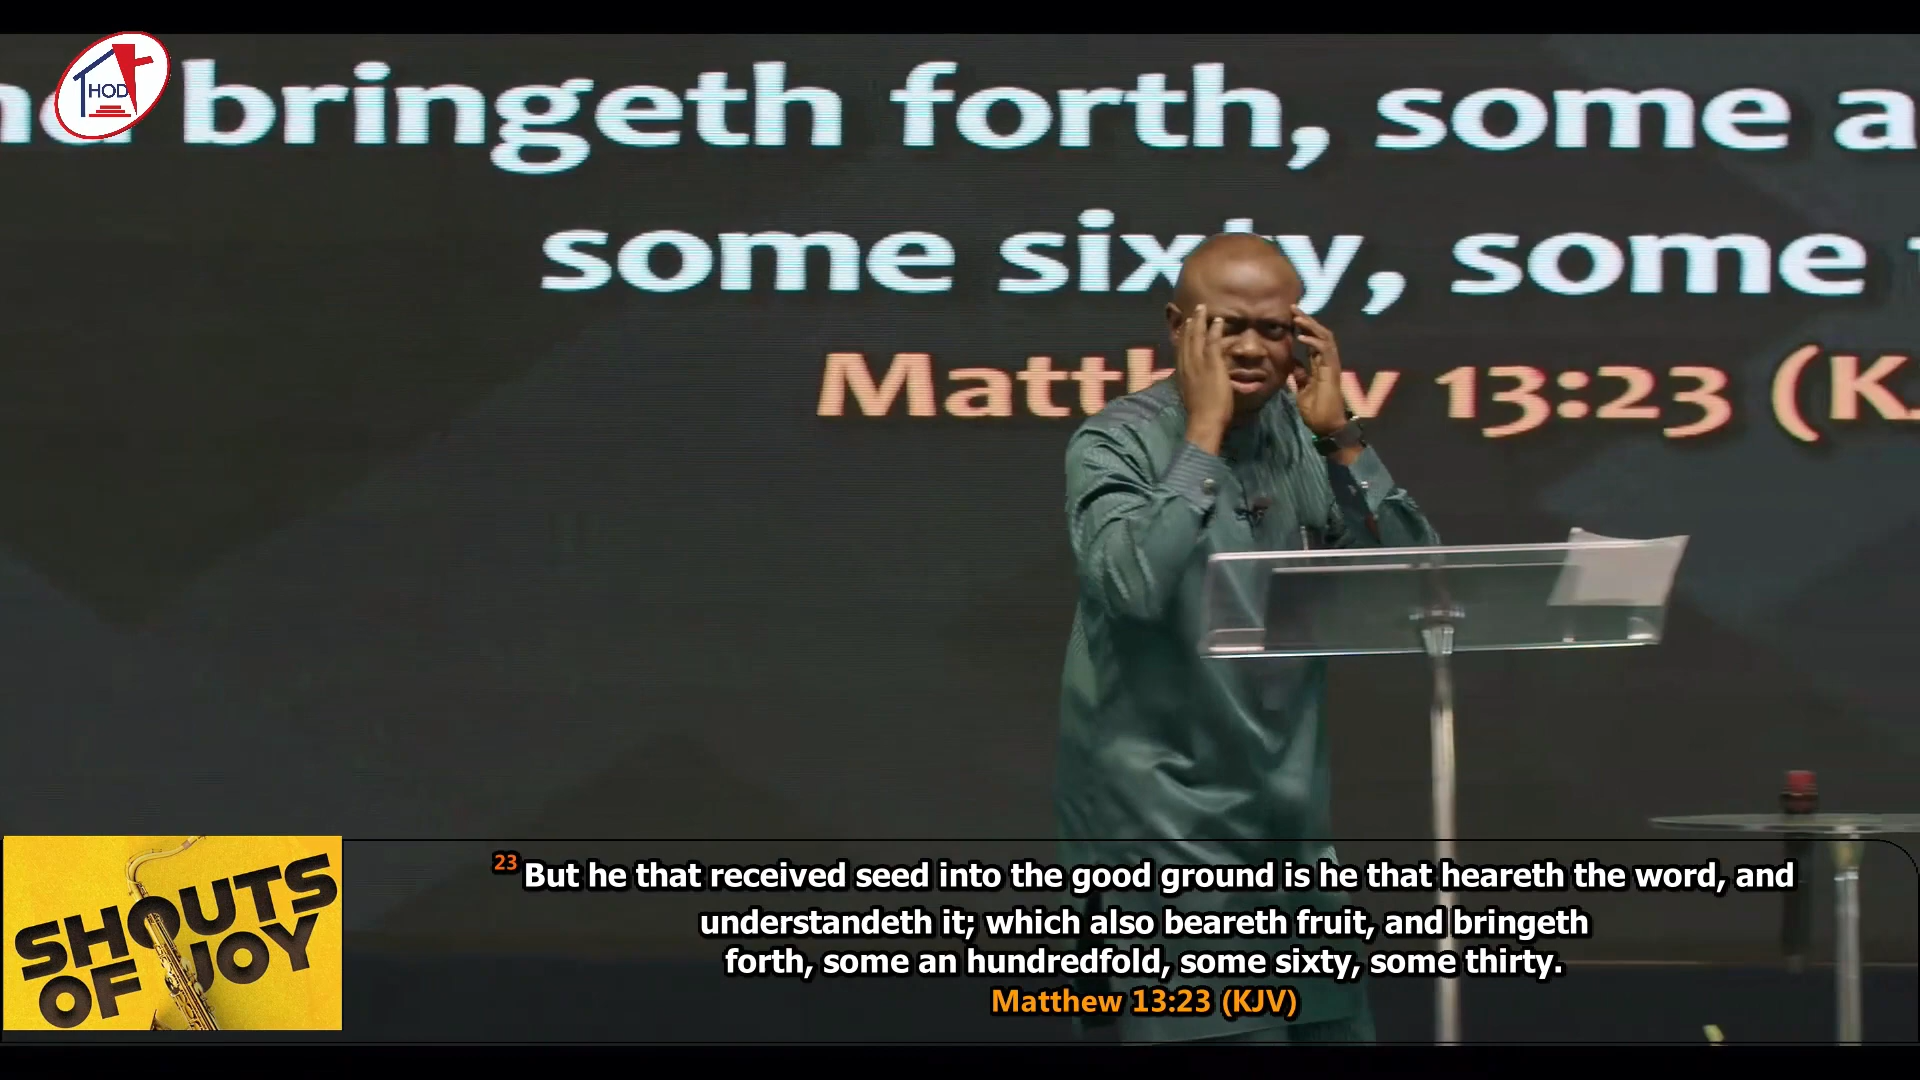 HOD
bringeth forth, some a
some sixty, some
Matthew 13:23 (K
SHOUTS
OF JOY
23 But he that received seed into the good ground is he that heareth the word, and
understandeth it; which also beareth fruit, and bringeth
forth, some an hundredfold, some sixty, some thirty.
Matthew 13:23 (KJV)